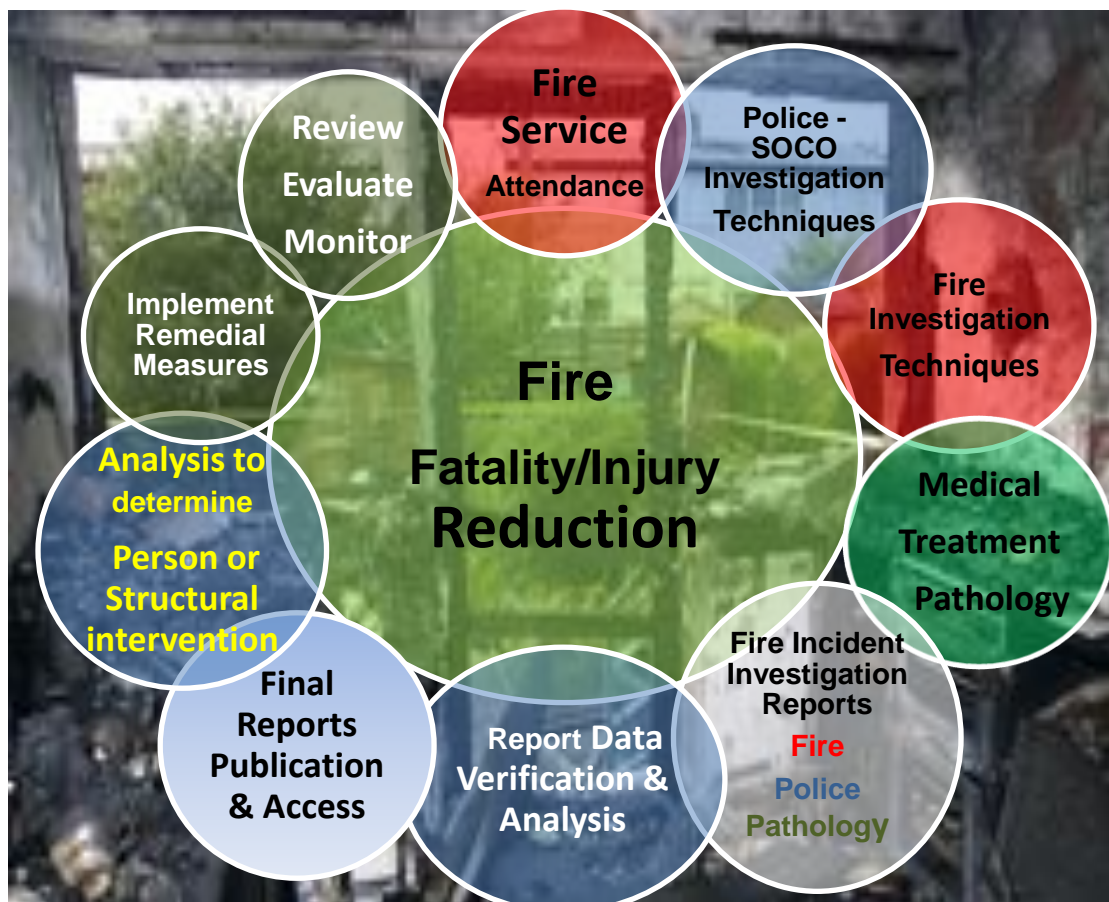 Fire
Service
Attendance
Police -
SOCO
Investigation
Techniques
Fire
Investigation
Techniques
Medical
Treatment
Pathology
Fire Incident
Investigation
Reports
Fire
Police
Pathology
Report Data
Verification &
Analysis
Final
Reports
Publication
& Access
Analysis to
determine
Person or
Structural
intervention
Implement
Remedial
Measures
Review
Evaluate
Monitor
Fire
Fatality/Injury
Reduction